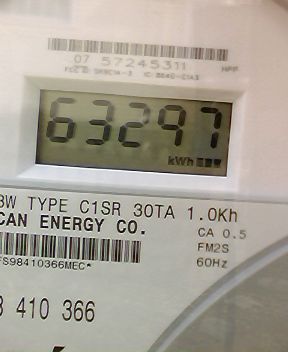 07 57245311
63297
kWh
3W TYPE C1SR 30TA 1.0Kh
CAN ENERGY CO.
CA 0.5
FM2S
60Hz
FS98410366MEC*
8 410 366